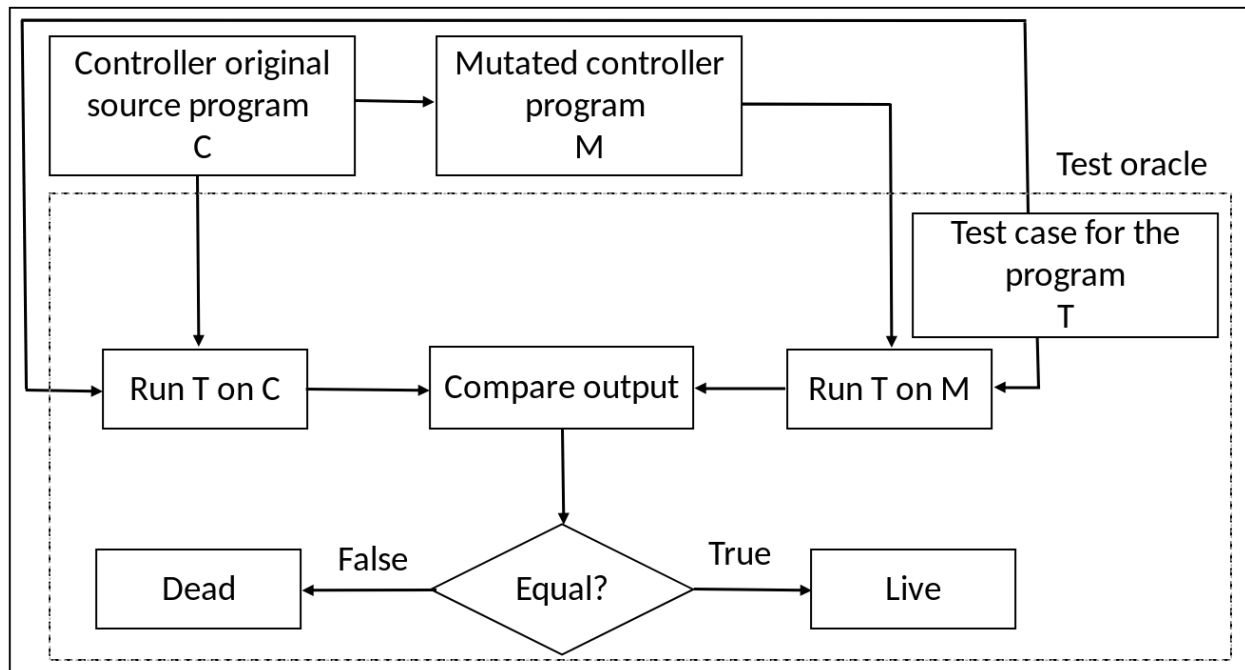 Controller original
source program
C
Mutated controller
program
M
Test oracle
Test case for the
program
T
Run T on C
Compare output
Run T on M
False
True
Dead
Equal?
Live